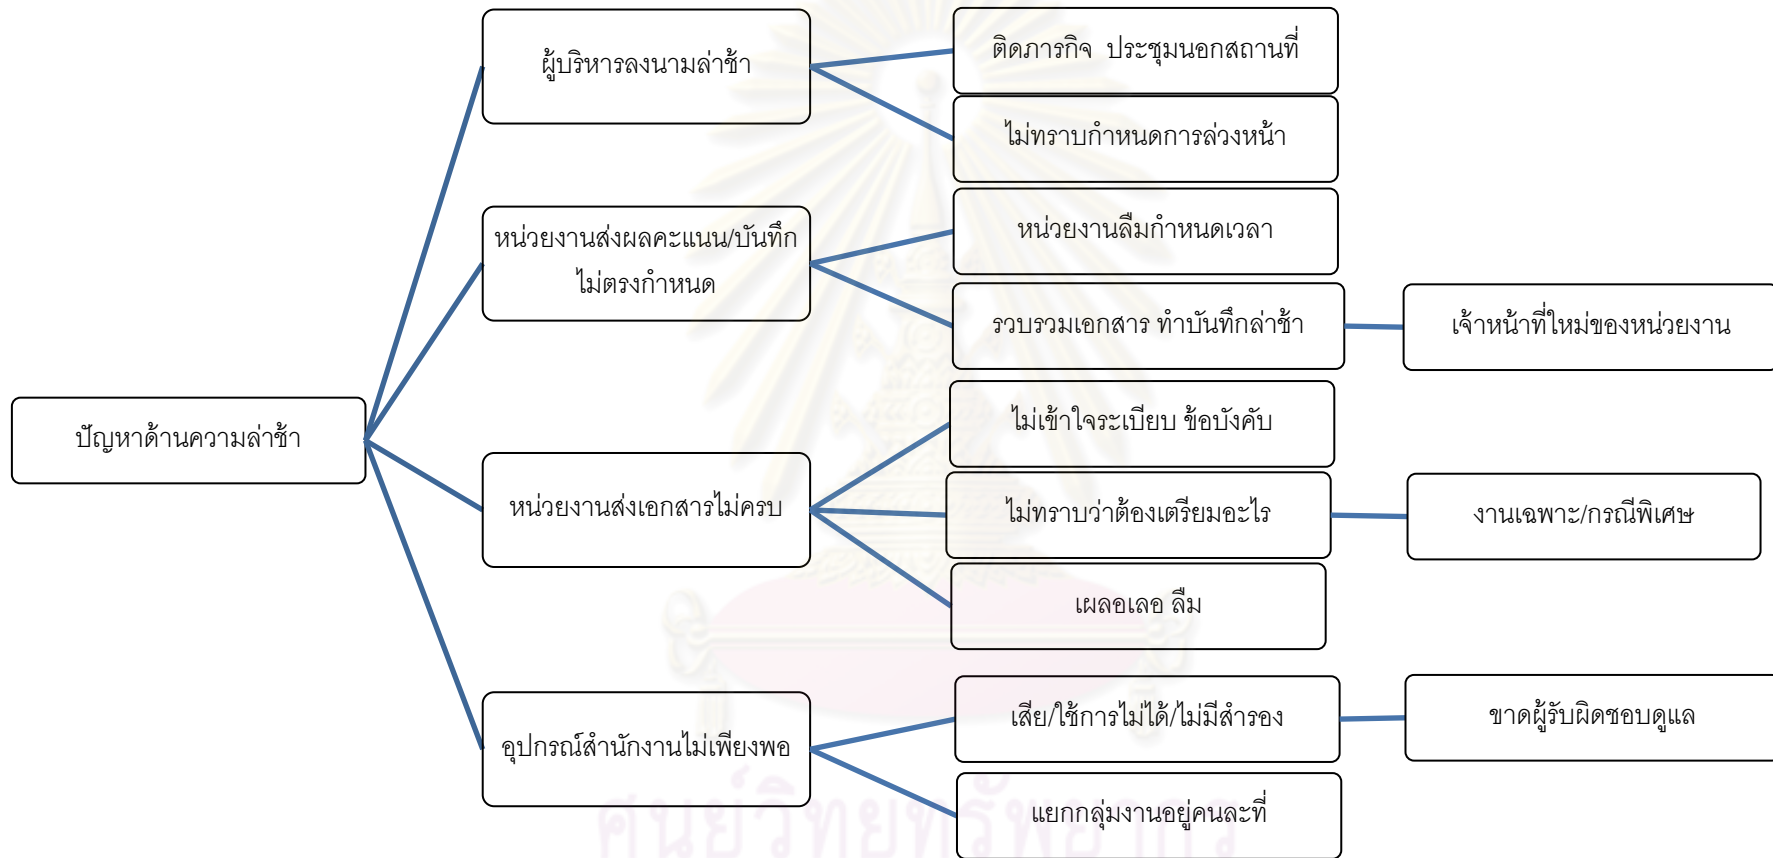 ปัญหาด้านความล่าช้า
ผู้บริหารลงนามล่าช้า
ติดภารกิจ ประชุมนอกสถานที่
ไม่ทราบกำหนดการล่วงหน้า
หน่วยงานส่งผลคะแนน/บันทึก
ไม่ตรงกำหนด
หน่วยงานลืมกำหนดเวลา
รวบรวมเอกสาร ทำบันทึกล่าช้า
เจ้าหน้าที่ใหม่ของหน่วยงาน
หน่วยงานส่งเอกสารไม่ครบ
ไม่เข้าใจระเบียบ ข้อบังคับ
ไม่ทราบว่าต้องเตรียมอะไร
งานเฉพาะ/กรณีพิเศษ
เผลอเลอ ลืม
อุปกรณ์สำนักงานไม่เพียงพอ
เสีย/ใช้การไม่ได้/ไม่มีสำรอง
ขาดผู้รับผิดชอบดูแล
แยกกลุ่มงานอยู่คนละที่
ศูนย์วิทยทรัพยากร